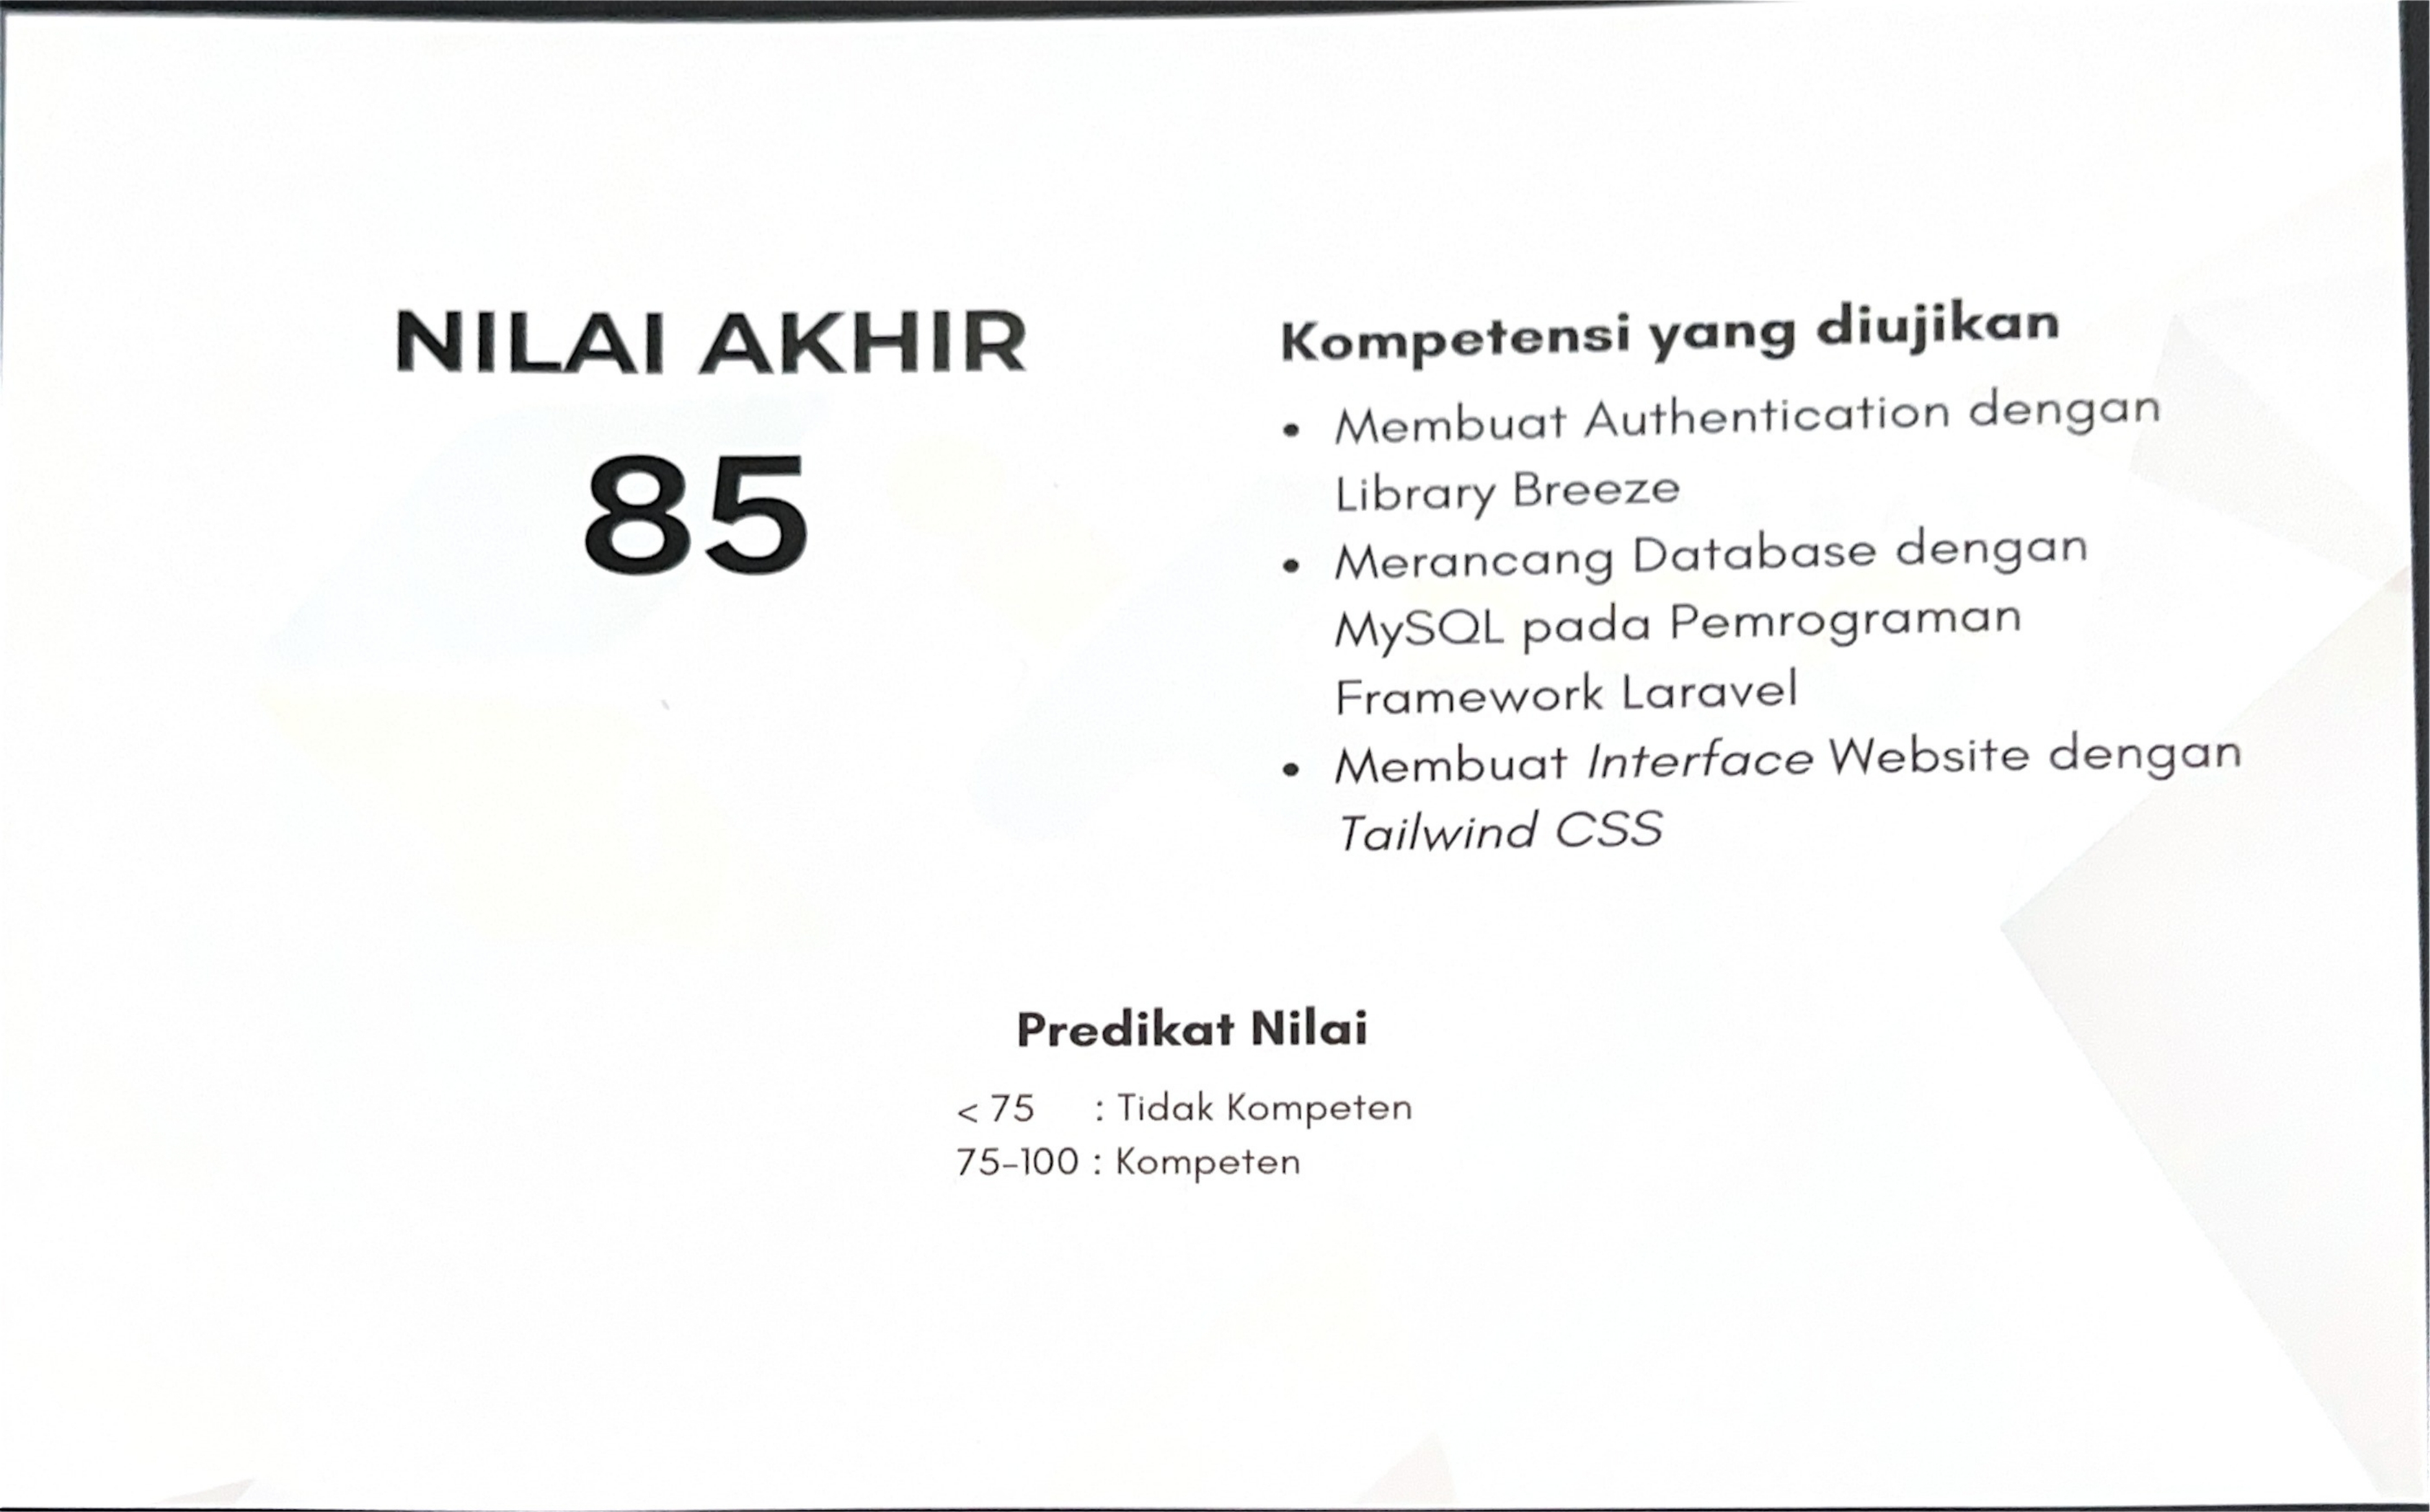 NILAI AKHIR
85
Kompetensi yang diujikan
• Membuat Authentication dengan
Library Breeze
• Merancang Database dengan
MySQL pada Pemrograman
Framework Laravel
• Membuat Interface Website dengan
Tailwind CSS
Predikat Nilai
< 75 : Tidak Kompeten
75-100 : Kompeten